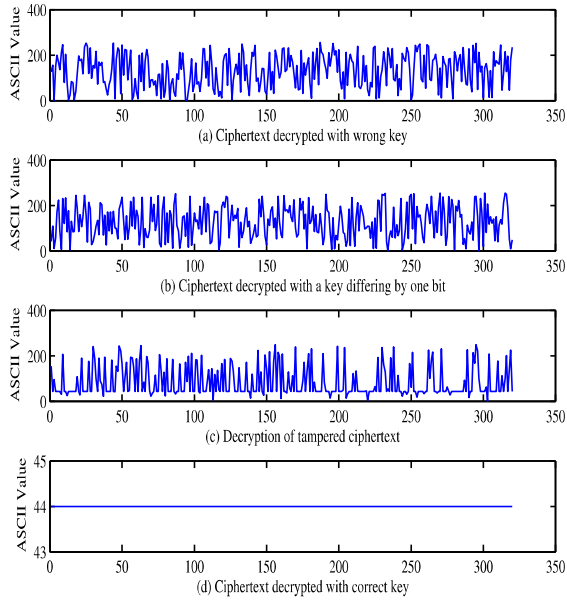 400
200
0
ASCII Value
0 50 100 150 200 250 300 350
(a) Ciphertext decrypted with wrong key
400
200
0
ASCII Value
0 50 100 150 200 250 300 350
(b) Ciphertext decrypted with a key differing by one bit
400
200
0
ASCII Value
0 50 100 150 200 250 300 350
(c) Decryption of tampered ciphertext
45
44
43
ASCII Value
0 50 100 150 200 250 300 350
(d) Ciphertext decrypted with correct key